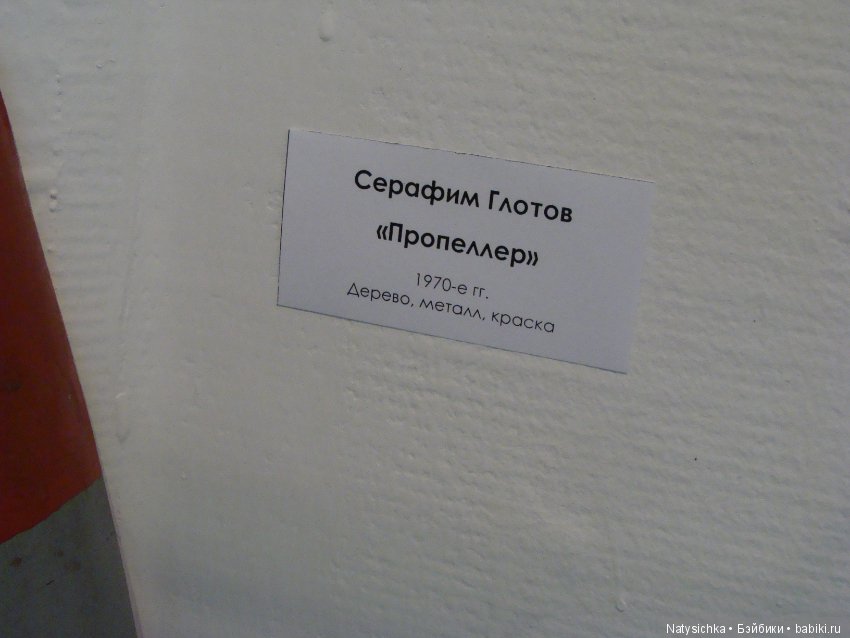 Серафим Глотов
«Пропеллер»
1970-е гг.
Дерево, металл, краска
Natysichka • Бэйбики • babiki.ru